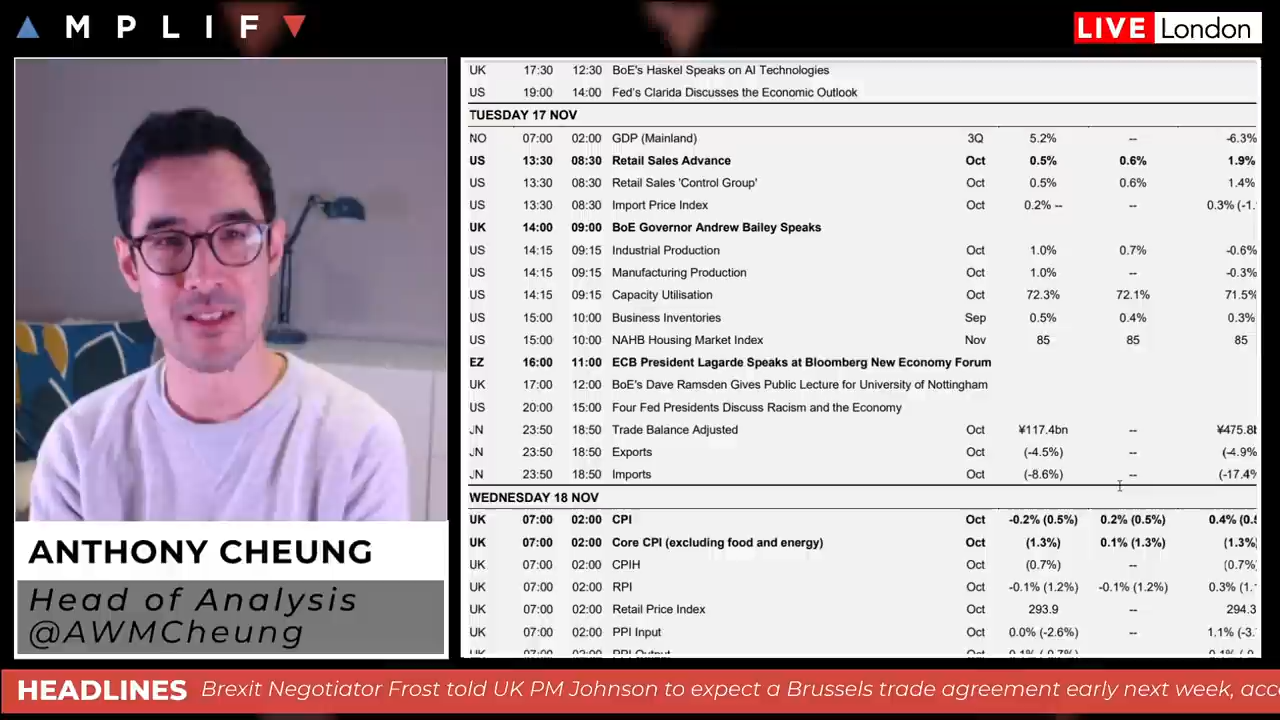 AMPLIFY
LIVE London
UK 17:30 12:30 BoE's Haskel Speaks on AI Technologies
US 19:00 14:00 Fed's Clarida Discusses the Economic Outlook
TUESDAY 17 NOV
NO 07:00 02:00 GDP (Mainland) 3Q 5.2% -- -6.3%
US 13:30 08:30 Retail Sales Advance Oct 0.5% 0.6% 1.9%
US 13:30 08:30 Retail Sales 'Control Group' Oct 0.5% 0.6% 1.4%
US 13:30 08:30 Import Price Index Oct 0.2% -- -- 0.3% (-1.
UK 14:00 09:00 BoE Governor Andrew Bailey Speaks
US 14:15 09:15 Industrial Production Oct 1.0% 0.7% -0.6%
US 14:15 09:15 Manufacturing Production Oct 1.0% -- -0.3%
US 14:15 09:15 Capacity Utilisation Oct 72.3% 72.1% 71.5%
US 15:00 10:00 Business Inventories Sep 0.5% 0.4% 0.3%
US 15:00 10:00 NAHB Housing Market Index Nov 85 85 85
EZ 16:00 11:00 ECB President Lagarde Speaks at Bloomberg New Economy Forum
UK 17:00 12:00 BoE's Dave Ramsden Gives Public Lecture for University of Nottingham
US 20:00 15:00 Four Fed Presidents Discuss Racism and the Economy
JN 23:50 18:50 Trade Balance Adjusted Oct ¥117.4bn -- ¥475.8
JN 23:50 18:50 Exports Oct (-4.5%) -- (-4.9%
JN 23:50 18:50 Imports Oct (-8.6%) -- (-17.4%
WEDNESDAY 18 NOV
UK 07:00 02:00 CPI Oct -0.2% (0.5%) 0.2% (0.5%) 0.4% (0.
UK 07:00 02:00 Core CPI (excluding food and energy) Oct (1.3%) 0.1% (1.3%) (1.3%
UK 07:00 02:00 CPIH Oct (0.7%) -- (0.7%
UK 07:00 02:00 RPI Oct -0.1% (1.2%) -0.1% (1.2%) 0.3% (1.
UK 07:00 02:00 Retail Price Index Oct 293.9 -- 294.3
UK 07:00 02:00 PPI Input Oct 0.0% (-2.6%) -- 1.1% (-3.
ANTHONY CHEUNG
Head of Analysis
@AWMCheung
HEADLINES Brexit Negotiator Frost told UK PM Johnson to expect a Brussels trade agreement early next week, acc